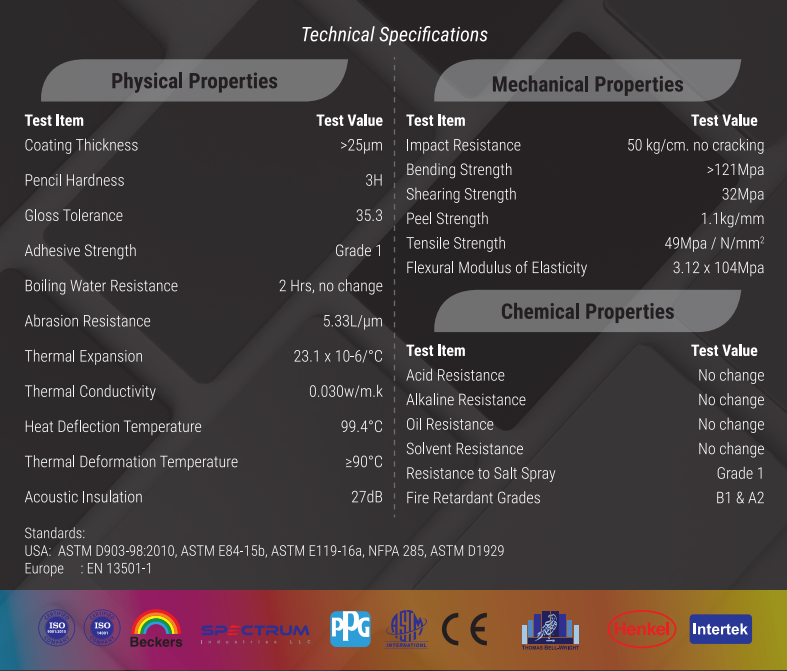 Technical Specifications
Physical Properties
Test Item Test Value
Coating Thickness >25µm
Pencil Hardness 3H
Gloss Tolerance 35.3
Adhesive Strength Grade 1
Boiling Water Resistance 2 Hrs, no change
Abrasion Resistance 5.33L/µm
Thermal Expansion 23.1 x 10-6/°C
Thermal Conductivity 0.030w/m.k
Heat Deflection Temperature 99.4°C
Thermal Deformation Temperature ≥90°C
Acoustic Insulation 27dB
Mechanical Properties
Test Item Test Value
Impact Resistance 50 kg/cm. no cracking
Bending Strength >121Mpa
Shearing Strength 32Mpa
Peel Strength 1.1kg/mm
Tensile Strength 49Mpa / N/mm²
Flexural Modulus of Elasticity 3.12 x 104Mpa
Chemical Properties
Test Item Test Value
Acid Resistance No change
Alkaline Resistance No change
Oil Resistance No change
Solvent Resistance No change
Resistance to Salt Spray Grade 1
Fire Retardant Grades B1 & A2
Standards:
USA: ASTM D903-98:2010, ASTM E84-15b, ASTM E119-16a, NFPA 285, ASTM D1929
Europe : EN 13501-1
ISO
9001:2015
ISO
14001
Beckers
SPECTRUM
Industries LLC
PPG
ASTM
INTERNATIONAL
CE
THOMAS BELL-WRIGHT
Henkel
Intertek